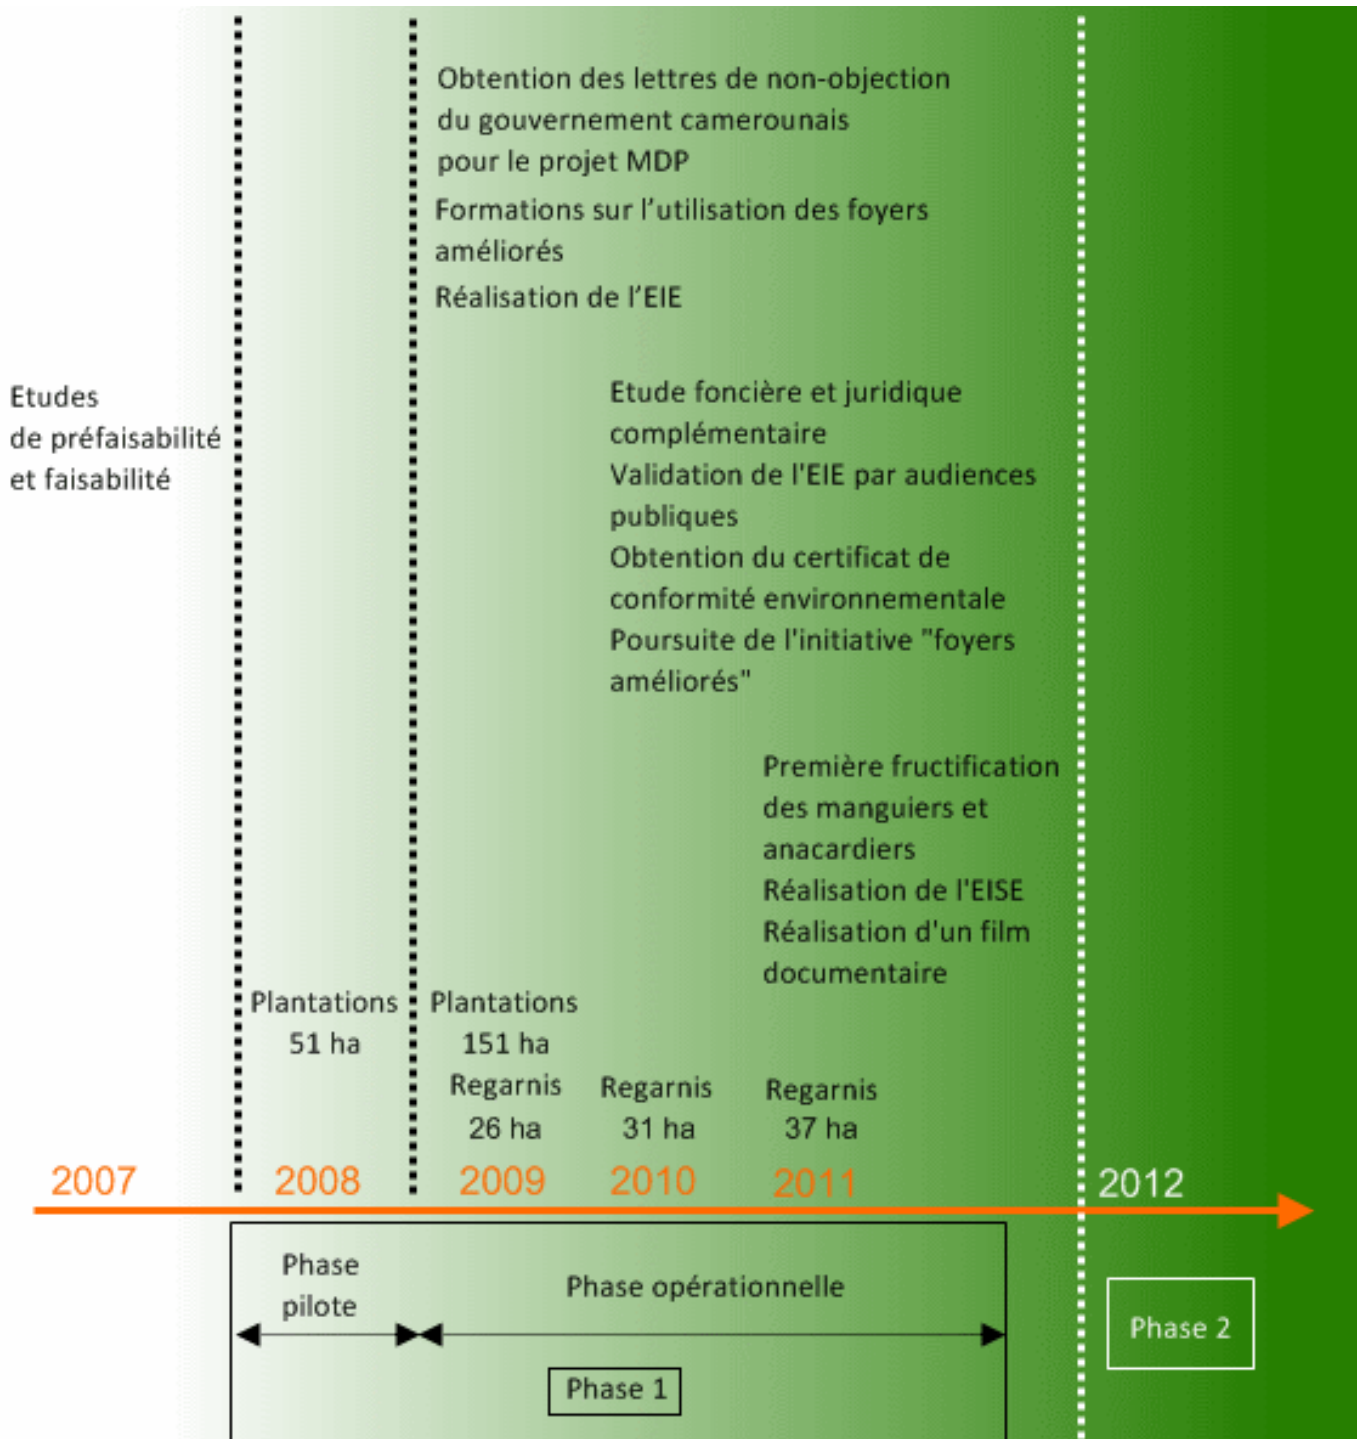 Obtention des lettres de non-objection
du gouvernement camerounais
pour le projet MDP
Formations sur l’utilisation des foyers
améliorés
Réalisation de l’EIE
Etudes
de préfaisabilité
et faisabilité
Etude foncière et juridique
complémentaire
Validation de l'EIE par audiences
publiques
Obtention du certificat de
conformité environnementale
Poursuite de l'initiative "foyers
améliorés"
Première fructification
des manguiers et
anacardiers
Réalisation de l'EISE
Réalisation d'un film
documentaire
Plantations
51 ha
Plantations
151 ha
Regarnis
26 ha
Regarnis
31 ha
Regarnis
37 ha
2007
2008
2009
2010
2011
2012
Phase
pilote
Phase opérationnelle
Phase 1
Phase 2